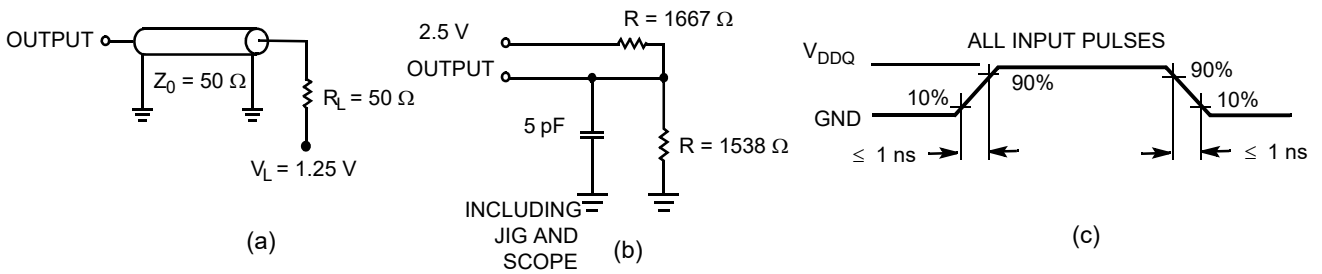 OUTPUT
Z0 = 50 Ω
RL = 50 Ω
VL = 1.25 V
(a)
R = 1667 Ω
2.5 V
OUTPUT
5 pF
R = 1538 Ω
INCLUDING
JIG AND
SCOPE
(b)
ALL INPUT PULSES
VDDQ
GND
10%
90%
90%
10%
≤ 1 ns
≤ 1 ns
(c)